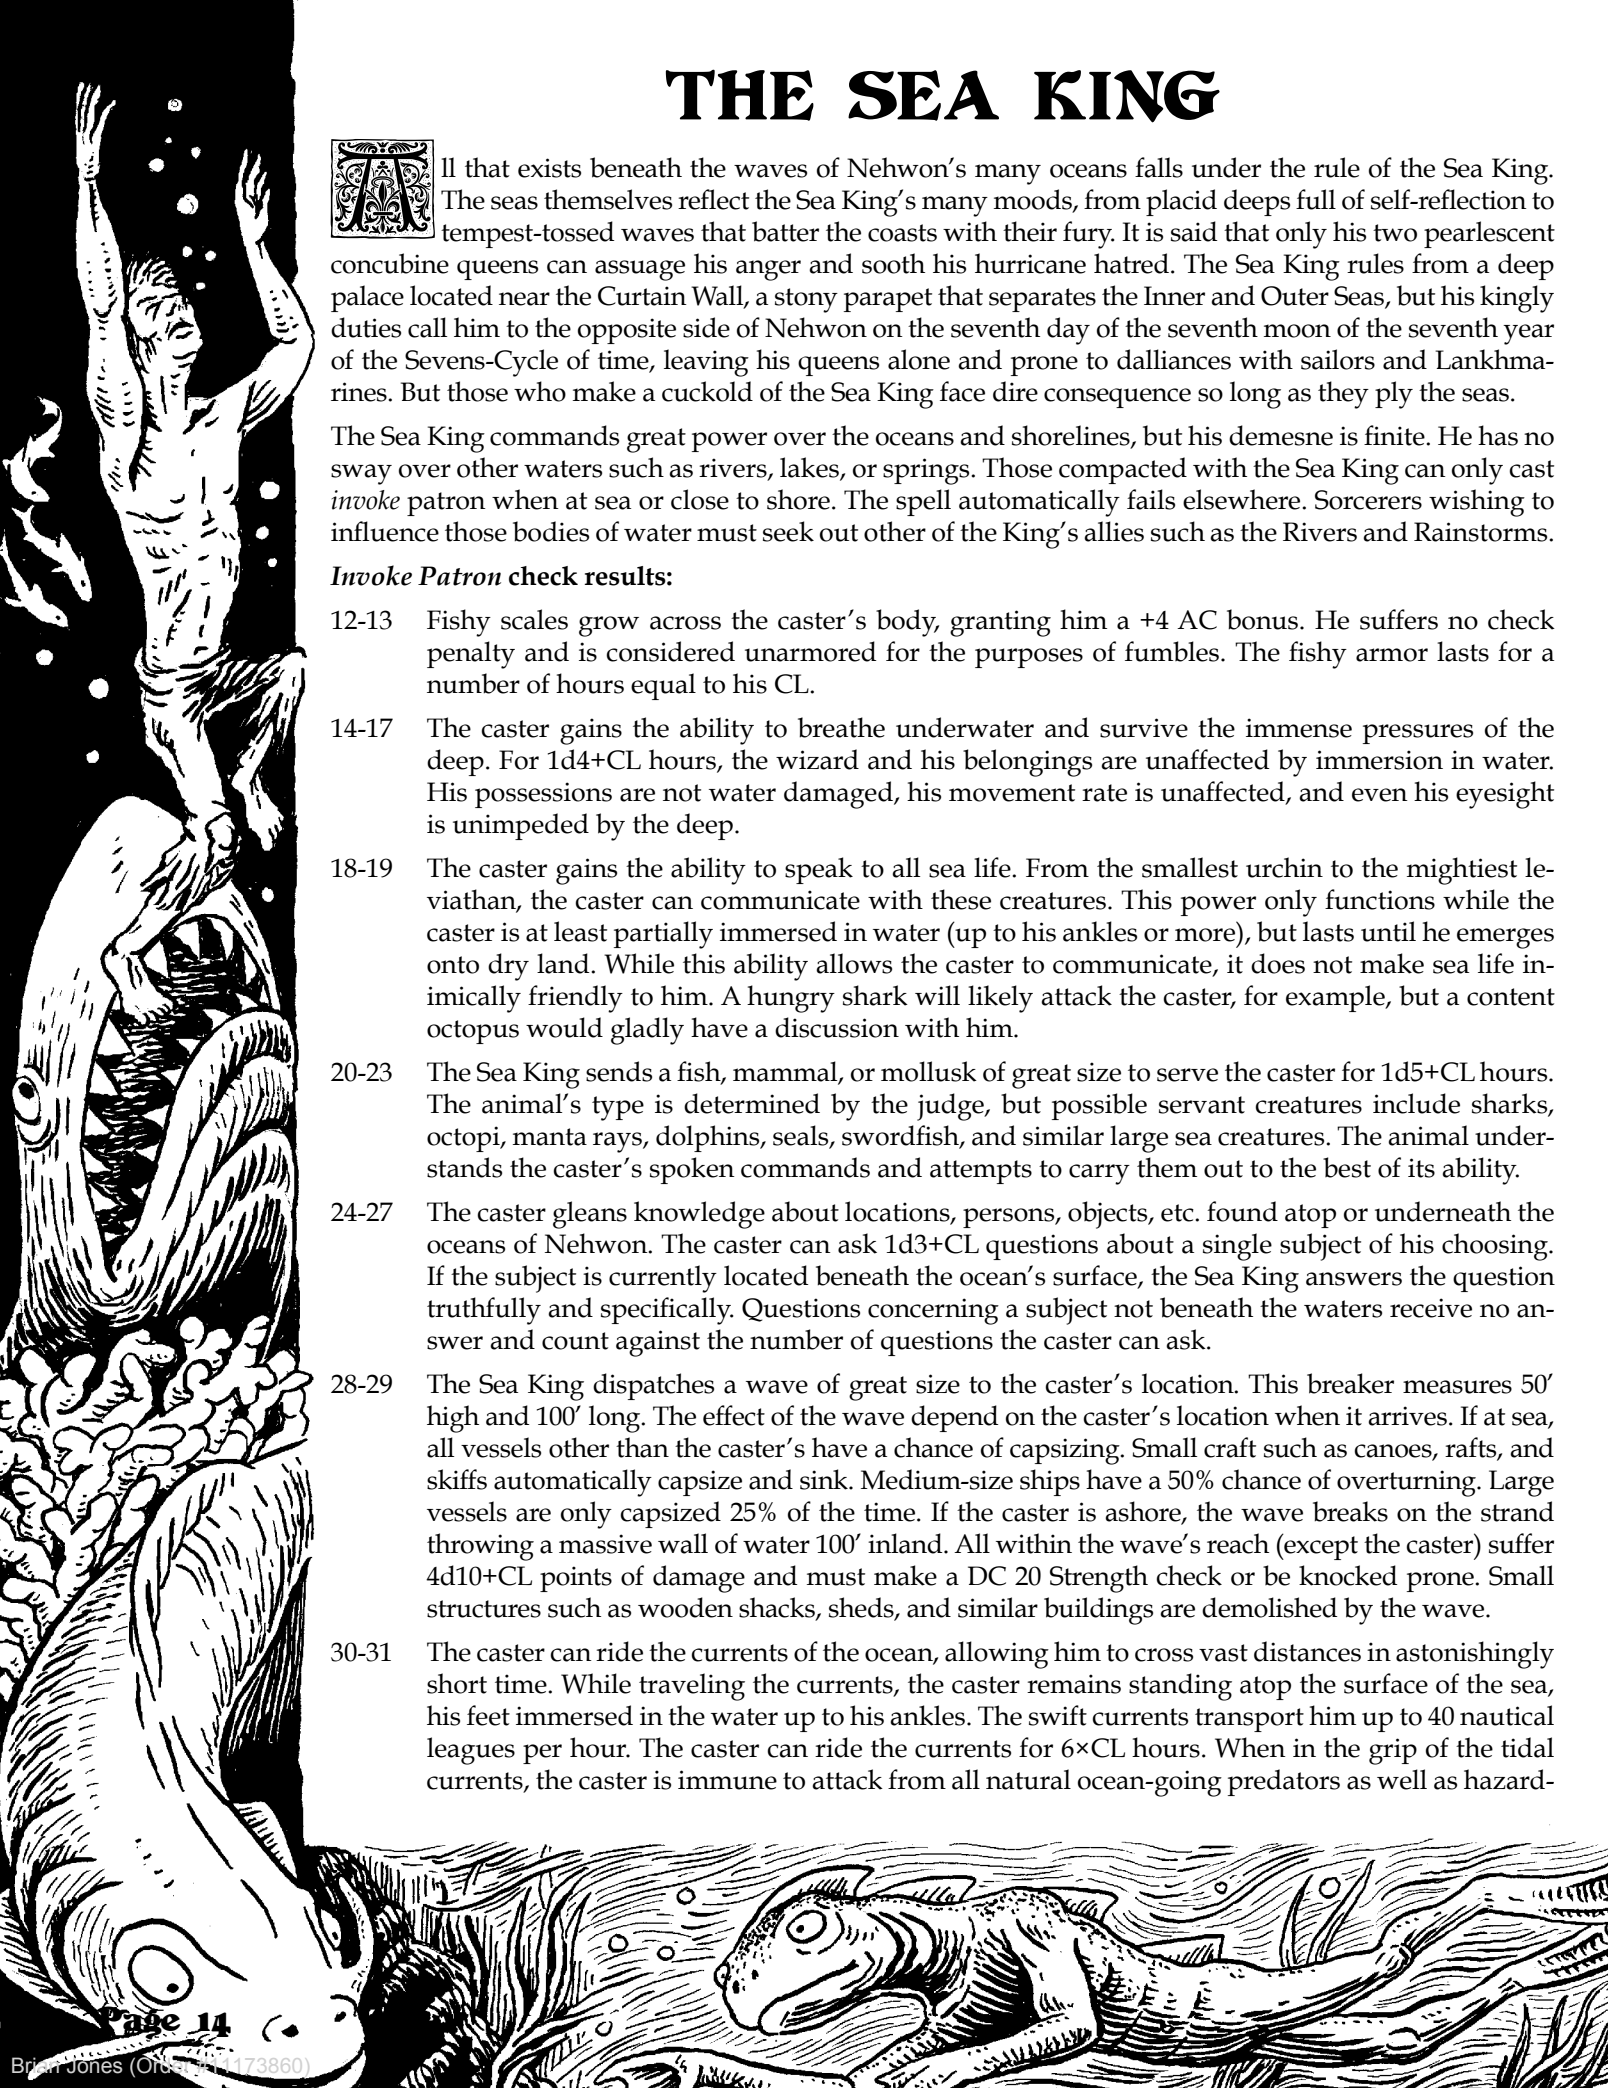 THE SEA KING
All that exists beneath the waves of Nehwon's many oceans falls under the rule of the Sea King.
The seas themselves reflect the Sea King's many moods, from placid deeps full of self-reflection to
tempest-tossed waves that batter the coasts with their fury. It is said that only his two pearlescent
concubine queens can assuage his anger and sooth his hurricane hatred. The Sea King rules from a deep
palace located near the Curtain Wall, a stony parapet that separates the Inner and Outer Seas, but his kingly
duties call him to the opposite side of Nehwon on the seventh day of the seventh moon of the seventh year
of the Sevens-Cycle of time, leaving his queens alone and prone to dalliances with sailors and Lankhma-
rines. But those who make a cuckold of the Sea King face dire consequence so long as they ply the seas.
The Sea King commands great power over the oceans and shorelines, but his demesne is finite. He has no
sway over other waters such as rivers, lakes, or springs. Those compacted with the Sea King can only cast
invoke patron when at sea or close to shore. The spell automatically fails elsewhere. Sorcerers wishing to
influence those bodies of water must seek out other of the King's allies such as the Rivers and Rainstorms.
Invoke Patron check results:
12-13 Fishy scales grow across the caster's body, granting him a +4 AC bonus. He suffers no check
penalty and is considered unarmored for the purposes of fumbles. The fishy armor lasts for a
number of hours equal to his CL.
14-17 The caster gains the ability to breathe underwater and survive the immense pressures of the
deep. For 1d4+CL hours, the wizard and his belongings are unaffected by immersion in water.
His possessions are not water damaged, his movement rate is unaffected, and even his eyesight
is unimpeded by the deep.
18-19 The caster gains the ability to speak to all sea life. From the smallest urchin to the mightiest le-
viathan, the caster can communicate with these creatures. This power only functions while the
caster is at least partially immersed in water (up to his ankles or more), but lasts until he emerges
onto dry land. While this ability allows the caster to communicate, it does not make sea life in-
imically friendly to him. A hungry shark will likely attack the caster, for example, but a content
octopus would gladly have a discussion with him.
20-23 The Sea King sends a fish, mammal, or mollusk of great size to serve the caster for 1d5+CL hours.
The animal's type is determined by the judge, but possible servant creatures include sharks,
octopi, manta rays, dolphins, seals, swordfish, and similar large sea creatures. The animal under-
stands the caster's spoken commands and attempts to carry them out to the best of its ability.
24-27 The caster gleans knowledge about locations, persons, objects, etc. found atop or underneath the
oceans of Nehwon. The caster can ask 1d3+CL questions about a single subject of his choosing.
If the subject is currently located beneath the ocean's surface, the Sea King answers the question
truthfully and specifically. Questions concerning a subject not beneath the waters receive no an-
swer and count against the number of questions the caster can ask.
28-29 The Sea King dispatches a wave of great size to the caster's location. This breaker measures 50′
high and 100′ long. The effect of the wave depend on the caster's location when it arrives. If at sea,
all vessels other than the caster's have a chance of capsizing. Small craft such as canoes, rafts, and
skiffs automatically capsize and sink. Medium-size ships have a 50% chance of overturning. Large
vessels are only capsized 25% of the time. If the caster is ashore, the wave breaks on the strand
throwing a massive wall of water 100′ inland. All within the wave's reach (except the caster) suffer
4d10+CL points of damage and must make a DC 20 Strength check or be knocked prone. Small
structures such as wooden shacks, sheds, and similar buildings are demolished by the wave.
30-31 The caster can ride the currents of the ocean, allowing him to cross vast distances in astonishingly
short time. While traveling the currents, the caster remains standing atop the surface of the sea,
his feet immersed in the water up to his ankles. The swift currents transport him up to 40 nautical
leagues per hour. The caster can ride the currents for 6×CL hours. When in the grip of the tidal
currents, the caster is immune to attack from all natural ocean-going predators as well as hazard-
Page 14
Brian Jones (Order #11173860)